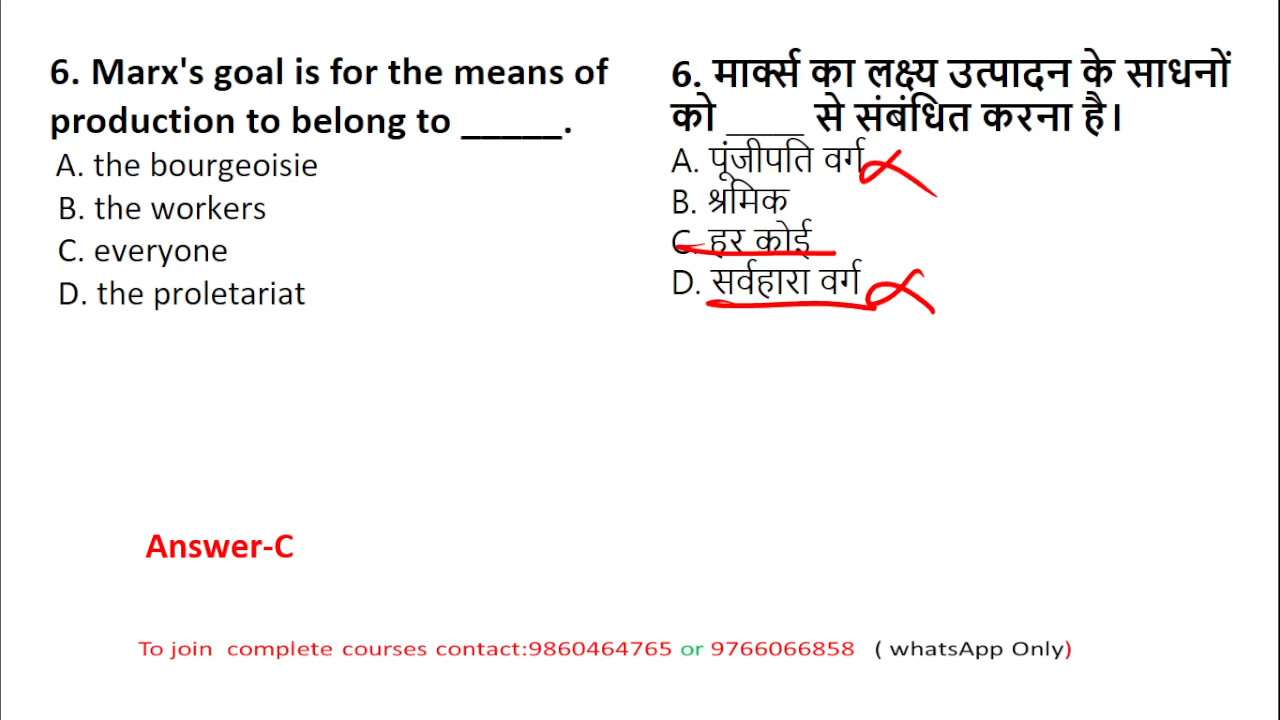 6. Marx's goal is for the means of
production to belong to _____.
A. the bourgeoisie
B. the workers
C. everyone
D. the proletariat
6. मार्क्स का लक्ष्य उत्पादन के साधनों
को ____ से संबंधित करना है।
A. पूंजीपति वर्ग
B. श्रमिक
C. हर कोई
D. सर्वहारा वर्ग
Answer-C
To join complete courses contact:9860464765 or 9766066858 ( whatsApp Only)